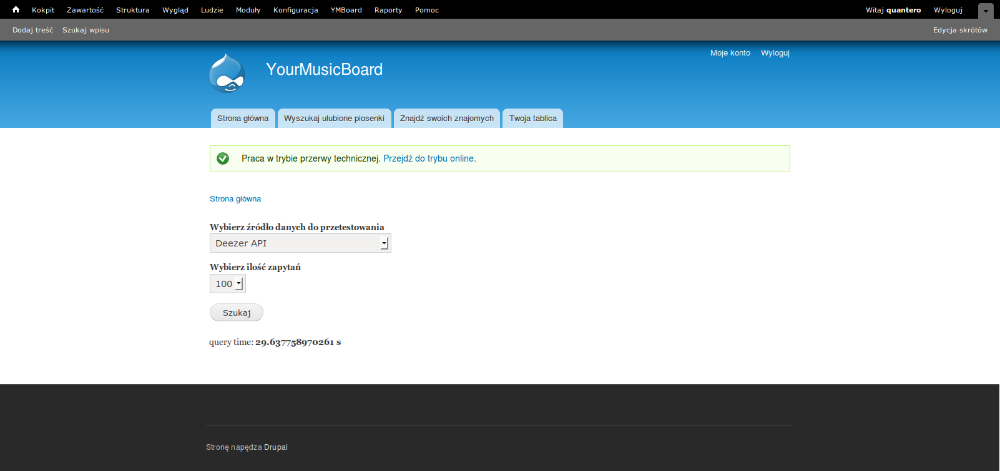 Kokpit Zawartość Struktura Wygląd Ludzie Moduły Konfiguracja YMBoard Raporty Pomoc Witaj quantero Wyloguj
Dodaj treść Szukaj wpisu Edycja skrótów
Moje konto Wyloguj
YourMusicBoard
Strona główna Wyszukaj ulubione piosenki Znajdź swoich znajomych Twoja tablica
Praca w trybie przerwy technicznej. Przejdź do trybu online.
Strona główna
Wybierz źródło danych do przetestowania
Deezer API
Wybierz ilość zapytań
100
Szukaj
query time: 29.637758970261 s
Stronę napędza Drupal